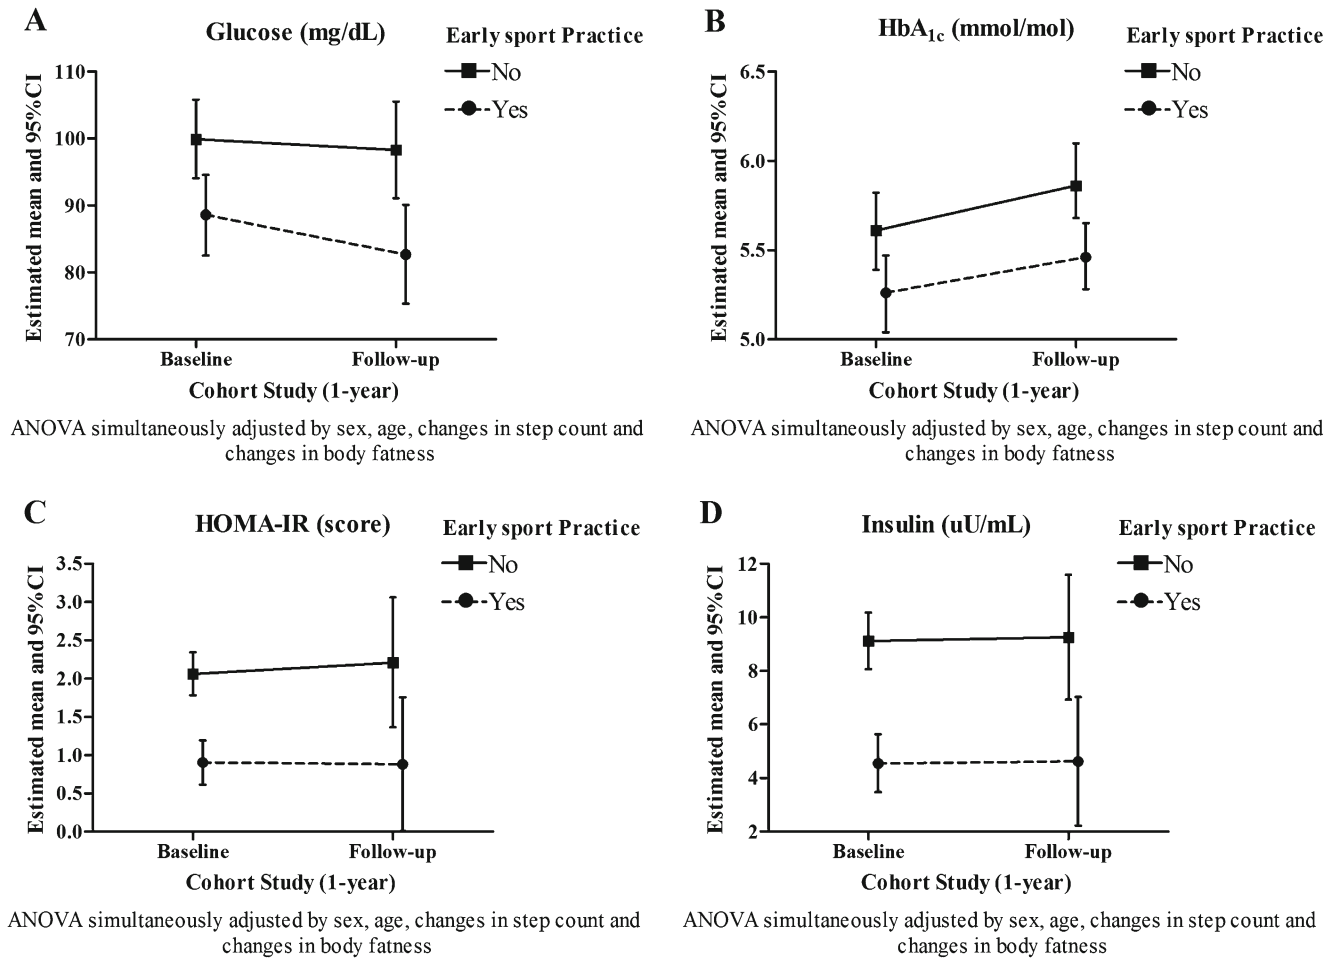 A
Glucose (mg/dL)
Early sport Practice
No
Yes
Estimated mean and 95%CI
110
100
90
80
70
Baseline
Follow-up
Cohort Study (1-year)
ANOVA simultaneously adjusted by sex, age, changes in step count and
changes in body fatness
B
HbA1c (mmol/mol)
Early sport Practice
No
Yes
Estimated mean and 95%CI
6.5
6.0
5.5
5.0
Baseline
Follow-up
Cohort Study (1-year)
ANOVA simultaneously adjusted by sex, age, changes in step count and
changes in body fatness
C
HOMA-IR (score)
Early sport Practice
No
Yes
Estimated mean and 95%CI
3.5
3.0
2.5
2.0
1.5
1.0
0.5
0.0
Baseline
Follow-up
Cohort Study (1-year)
ANOVA simultaneously adjusted by sex, age, changes in step count and
changes in body fatness
D
Insulin (uU/mL)
Early sport Practice
No
Yes
Estimated mean and 95%CI
12
10
8
6
4
2
Baseline
Follow-up
Cohort Study (1-year)
ANOVA simultaneously adjusted by sex, age, changes in step count and
changes in body fatness